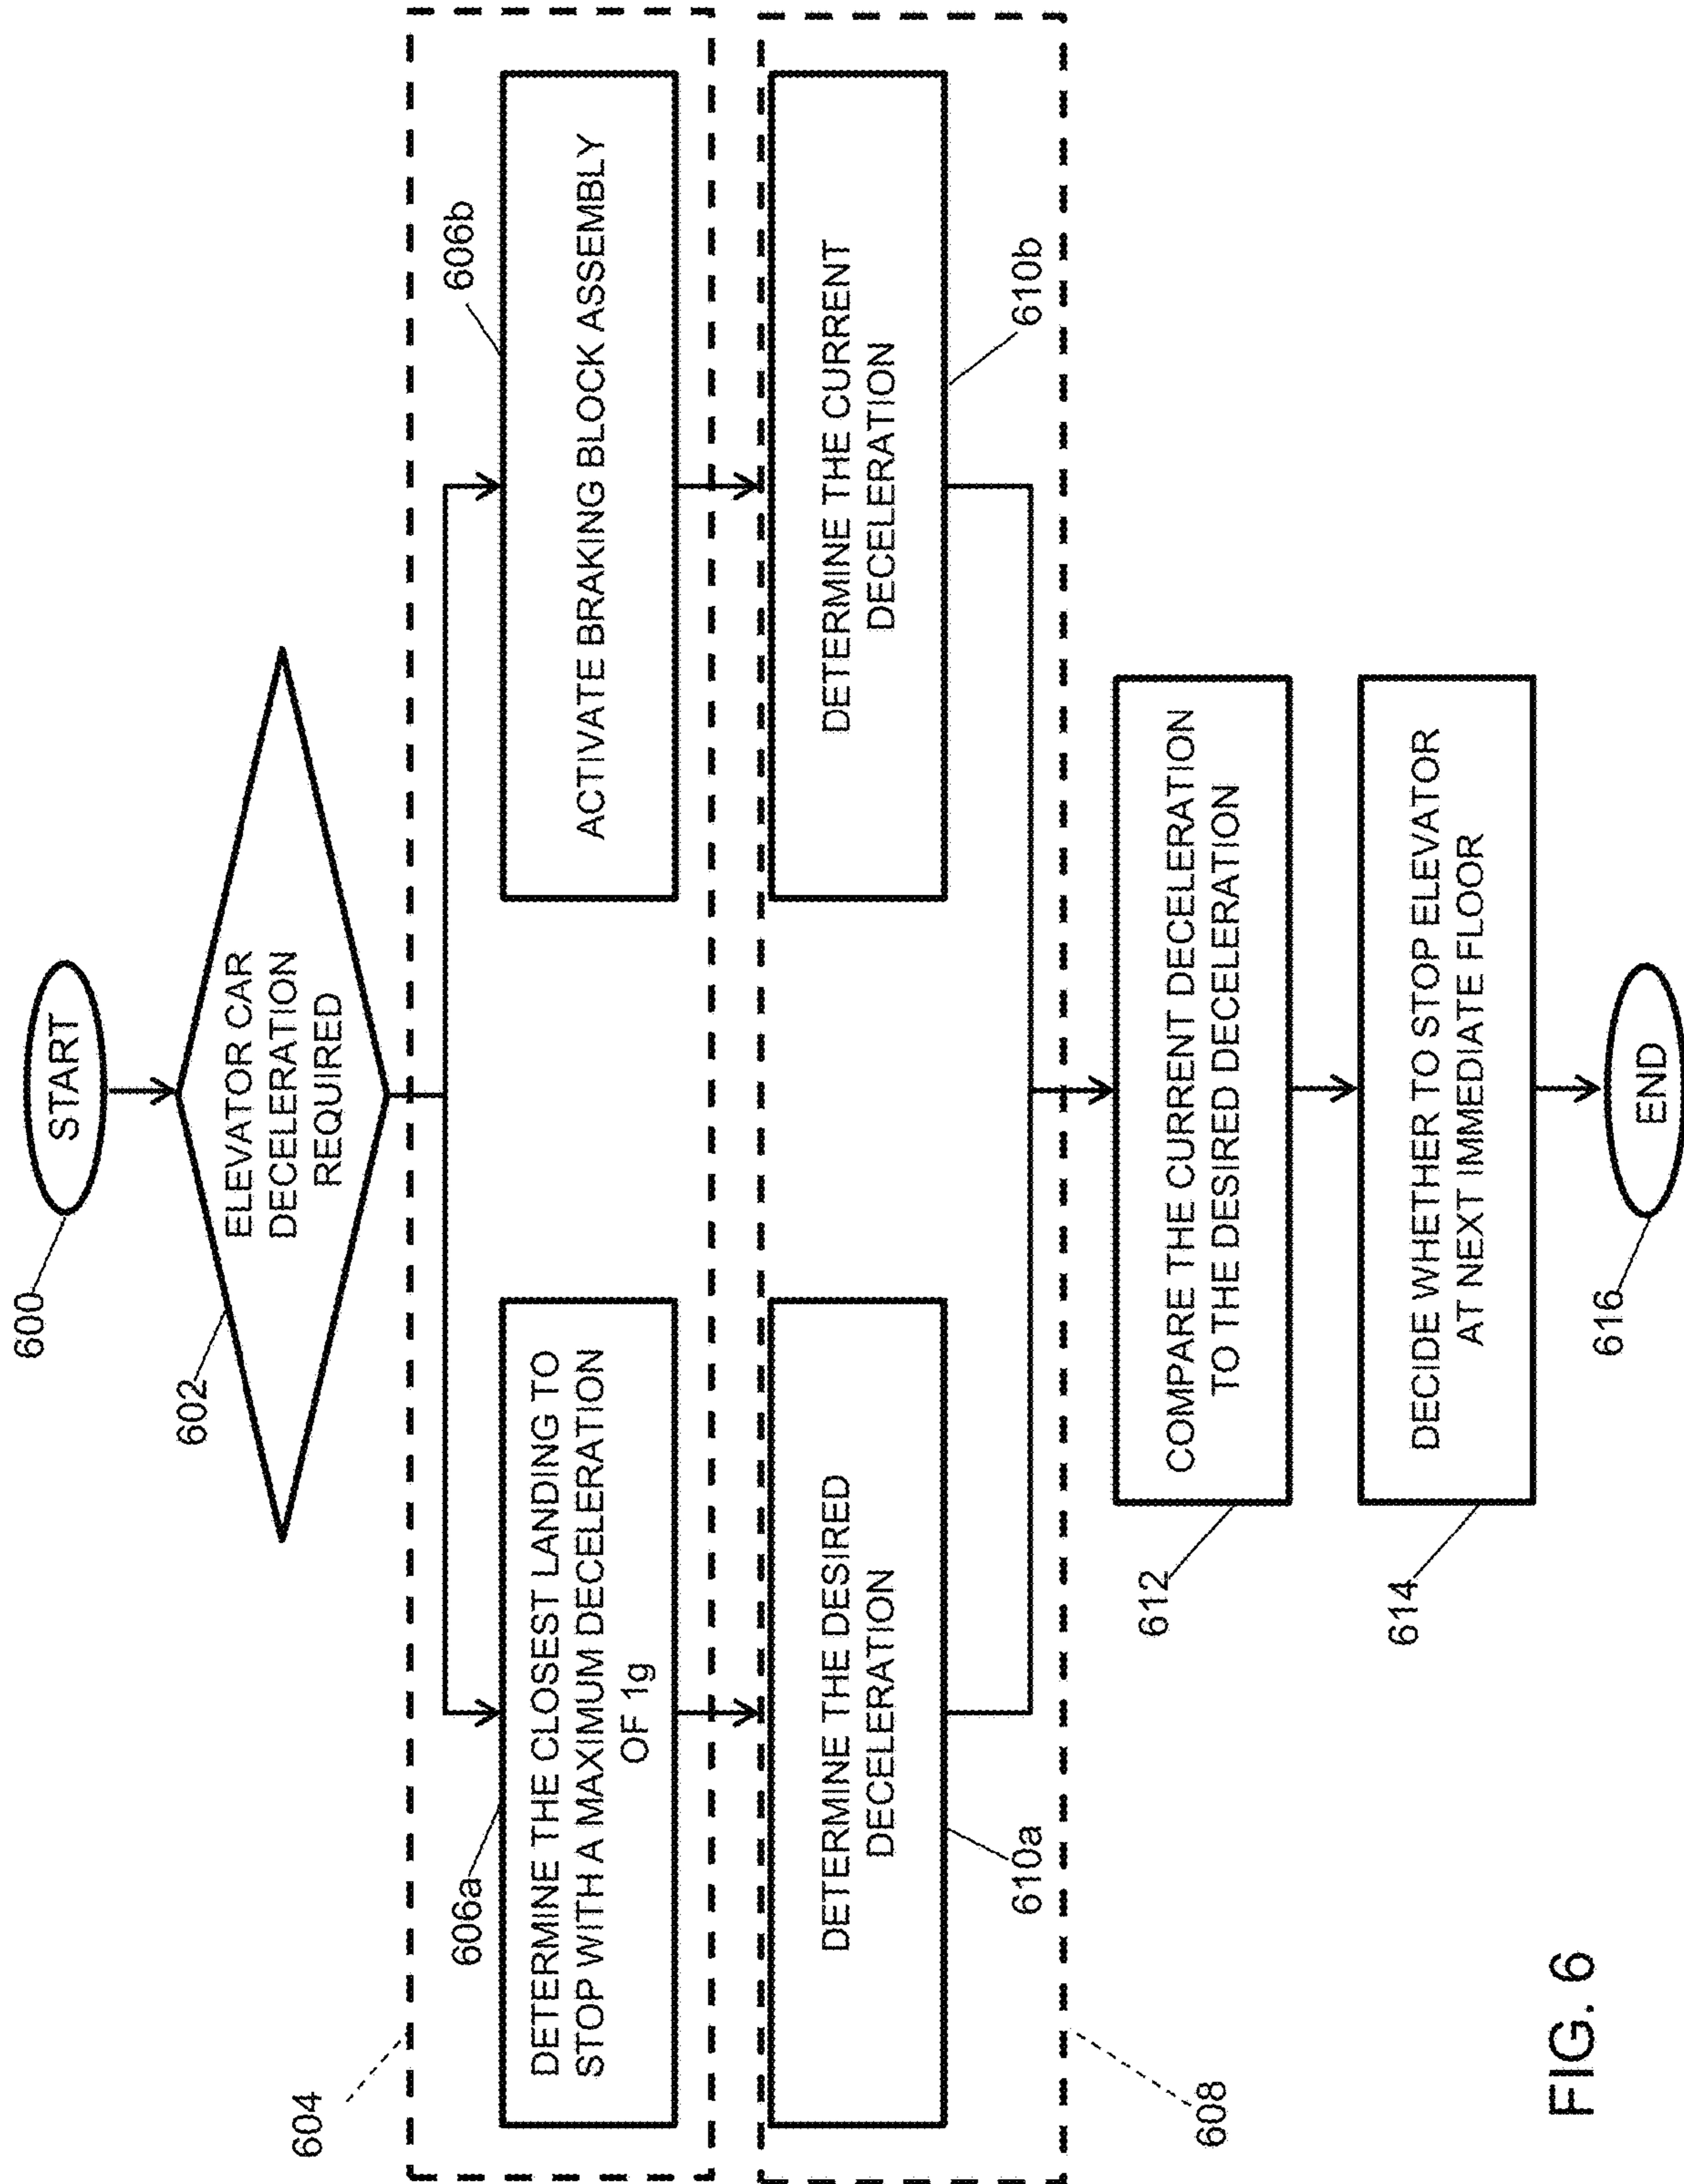 600
START
602
ELEVATOR CAR
DECELERATION
REQUIRED
604
606a
DETERMINE THE CLOSEST LANDING TO
STOP WITH A MAXIMUM DECELERATION
OF 1g
606b
ACTIVATE BRAKING BLOCK ASSEMBLY
608
DETERMINE THE DESIRED
DECELERATION
610a
DETERMINE THE CURRENT
DECELERATION
610b
612
COMPARE THE CURRENT DECELERATION
TO THE DESIRED DECELERATION
614
DECIDE WHETHER TO STOP ELEVATOR
AT NEXT IMMEDIATE FLOOR
616
END
FIG. 6